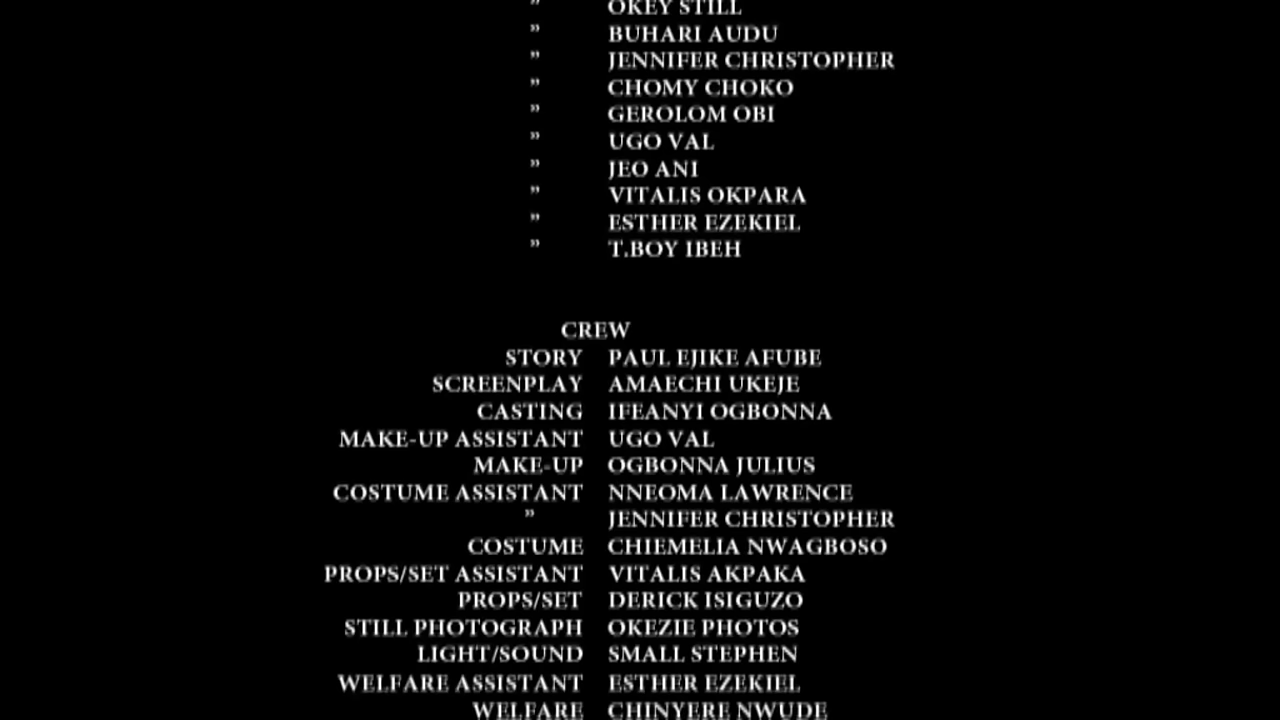 " OKEY STILL
" BUHARI AUDU
" JENNIFER CHRISTOPHER
" CHOMY CHOKO
" GEROLOM OBI
" UGO VAL
" JEO ANI
" VITALIS OKPARA
" ESTHER EZEKIEL
" T.BOY IBEH
CREW
STORY PAUL EJIKE AFUBE
SCREENPLAY AMAECHI UKEJE
CASTING IFEANYI OGBONNA
MAKE-UP ASSISTANT UGO VAL
MAKE-UP OGBONNA JULIUS
COSTUME ASSISTANT NNEOMA LAWRENCE
" JENNIFER CHRISTOPHER
COSTUME CHIEMELIA NWAGBOSO
PROPS/SET ASSISTANT VITALIS AKPAKA
PROPS/SET DERICK ISIGUZO
STILL PHOTOGRAPH OKEZIE PHOTOS
LIGHT/SOUND SMALL STEPHEN
WELFARE ASSISTANT ESTHER EZEKIEL
WELFARE CHINYERE NWUDE